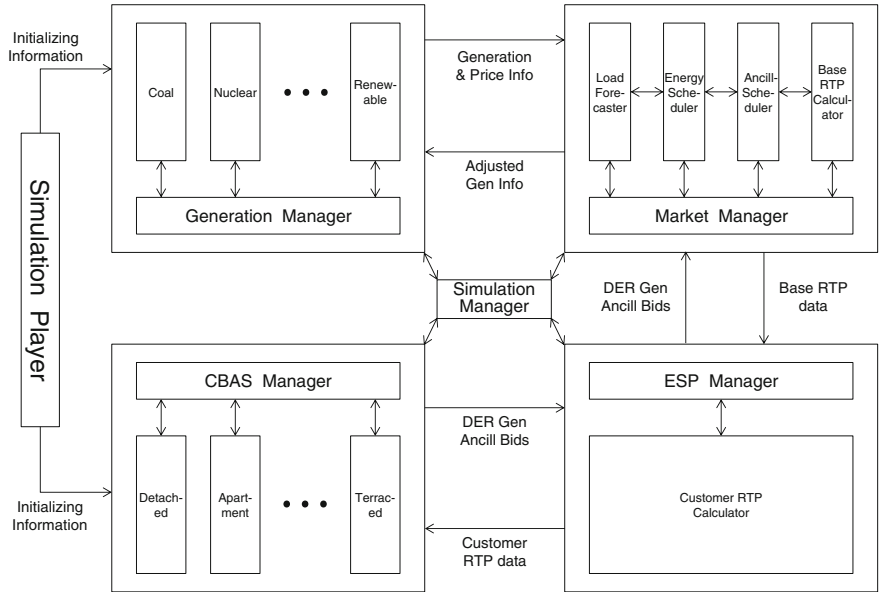 Initializing
Information
Simulation Player
Initializing
Information
Coal
Nuclear
Renew-
able
Generation Manager
Generation
& Price Info
Adjusted
Gen Info
Load
Fore-
caster
Energy
Sche-
duler
Ancill-
Sche-
duler
Base
RTP
Calcul-
ator
Market Manager
Simulation
Manager
DER Gen
Ancill Bids
Base RTP
data
CBAS Manager
Detach-
ed
Apart-
ment
Terrac-
ed
DER Gen
Ancill Bids
Customer
RTP data
ESP Manager
Customer RTP
Calculator